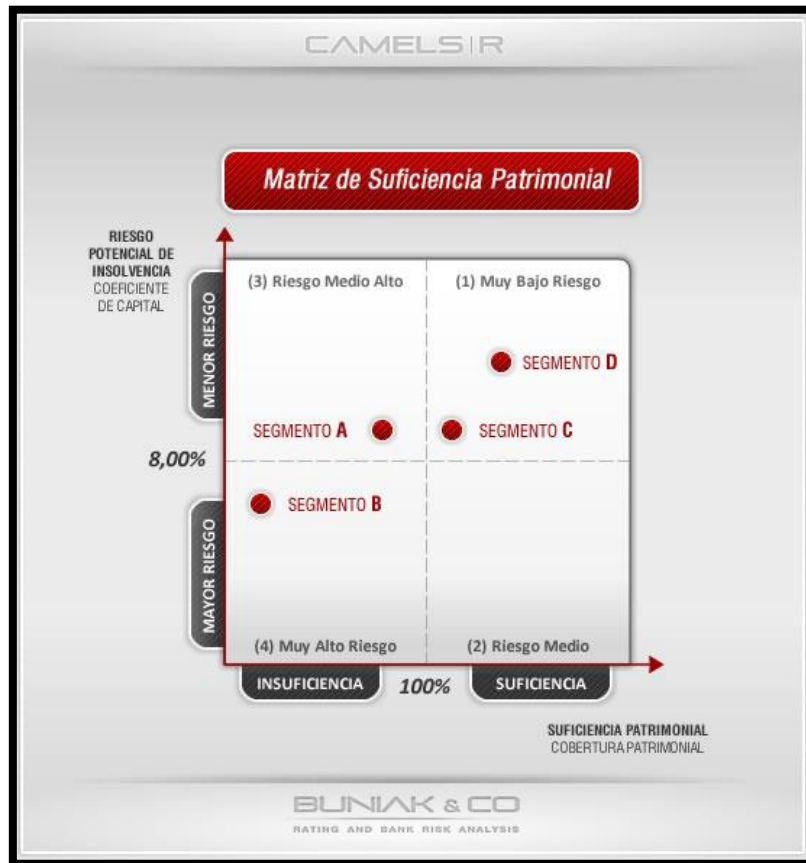 CAMELS|R
Matriz de Suficiencia Patrimonial
RIESGO
POTENCIAL DE
INSOLVENCIA
COEFICIENTE
DE CAPITAL
(3) Riesgo Medio Alto
(1) Muy Bajo Riesgo
MENOR RIESGO
SEGMENTO D
SEGMENTO A
SEGMENTO C
8,00%
SEGMENTO B
MAYOR RIESGO
(4) Muy Alto Riesgo
(2) Riesgo Medio
INSUFICIENCIA
100%
SUFICIENCIA
SUFICIENCIA PATRIMONIAL
COBERTURA PATRIMONIAL
BUNIAK & CO
RATING AND BANK RISK ANALYSIS